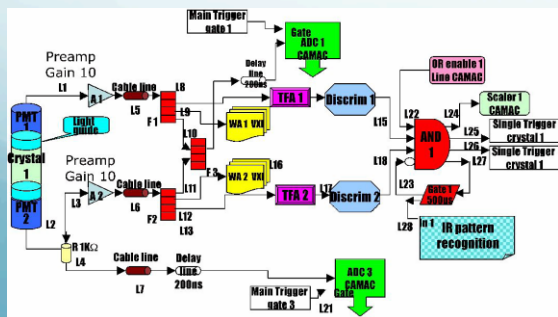 Main Trigger
gate 1
Gate
ADC 1
CAMAC
Preamp
Gain 10
Cable line
Delay
line
200ns
OR enable 1
Line CAMAC
L1
A 1
L5
L8
L9
F 1
L10
TFA 1
Discrim 1
WA 1 VXI
L15
L22
L24
Scalor 1
CAMAC
PMT
1
Light
guide
Crystal
1
PMT
2
AND
1
L25
L26
Single Trigger
crystal 1
Single Trigger
crystal 1
Preamp
Gain 10
Cable line
L11
F 3
WA 2 VXI
L16
L18
L27
L2
L3
A 2
L6
F2
L12
L13
TFA 2
L17
Discrim 2
L23
Gate 1
500us
L28
In 1
IR pattern
recognition
R 1KΩ
L4
Cable line
L7
Delay
line
200ns
ADC 3
CAMAC
Main Trigger
gate 3
Gate
L21